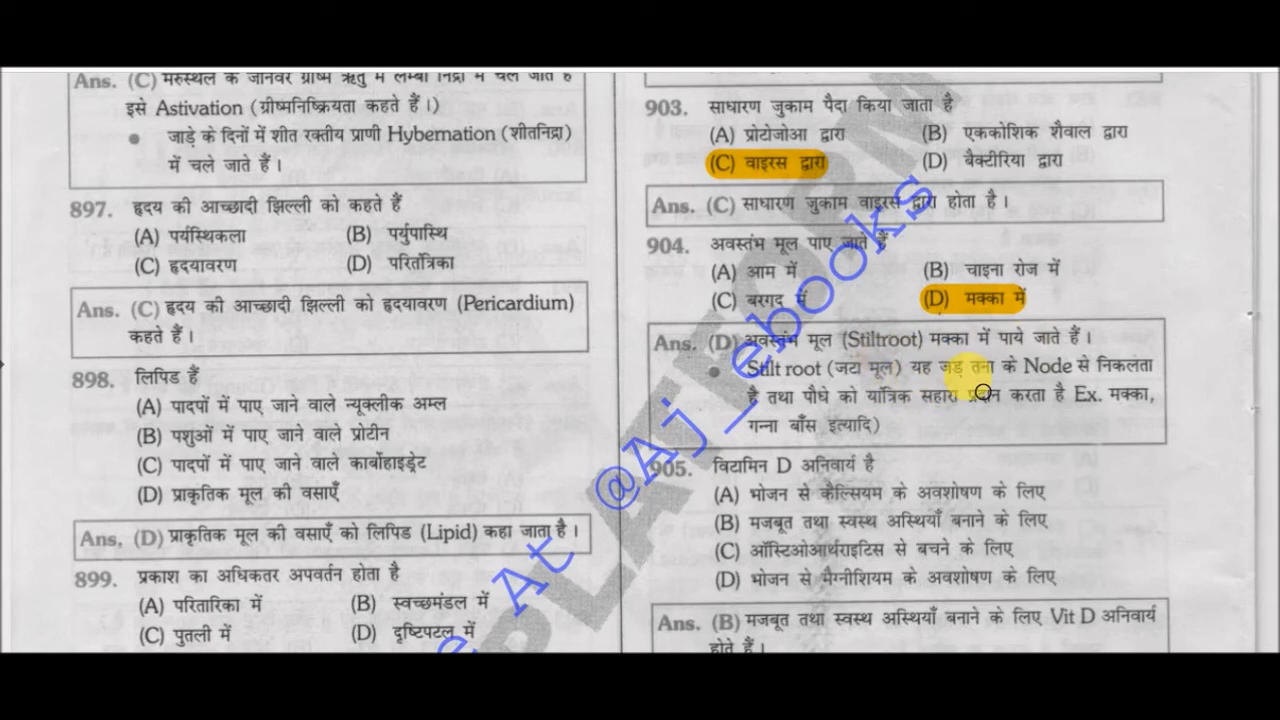 Ans. (C) मरुस्थल के जानवर ग्रीष्म ऋतु में लम्बी निद्रा में चले जाते है
इसे Astivation (ग्रीष्मनिष्क्रियता कहते हैं।)
● जाड़े के दिनों में शीत रक्तीय प्राणी Hybernation (शीतनिद्रा)
में चले जाते हैं।
897. हृदय की आच्छादी झिल्ली को कहते हैं
(A) पर्यस्थिकला (B) पर्युपास्थि
(C) हृदयावरण (D) परितंत्रिका
Ans. (C) हृदय की आच्छादी झिल्ली को हृदयावरण (Pericardium)
कहते हैं।
898. लिपिड हैं
(A) पादपों में पाए जाने वाले न्यूक्लीक अम्ल
(B) पशुओं में पाए जाने वाले प्रोटीन
(C) पादपों में पाए जाने वाले कार्बोहाइड्रेट
(D) प्राकृतिक मूल की वसाएँ
Ans. (D) प्राकृतिक मूल की वसाएँ को लिपिड (Lipid) कहा जाता है।
899. प्रकाश का अधिकतर अपवर्तन होता है
(A) परितारिका में (B) स्वच्छमंडल में
(C) पुतली में (D) दृष्टिपटल में
903. साधारण जुकाम पैदा किया जाता है
(A) प्रोटोजोआ द्वारा (B) एककोशिक शैवाल द्वारा
(C) वाइरस द्वारा (D) बैक्टीरिया द्वारा
Ans. (C) साधारण जुकाम वाइरस द्वारा होता है।
904. अवस्तंभ मूल पाए जाते हैं
(A) आम में (B) चाइना रोज में
(C) बरगद में (D) मक्का में
Ans. (D) अवस्तंभ मूल (Stiltroot) मक्का में पाये जाते हैं।
● Stilt root (जटा मूल) यह जड़ तना के Node से निकलता
है तथा पौधे को यांत्रिक सहारा प्रदान करता है Ex. मक्का,
गन्ना बाँस इत्यादि)
905. विटामिन D अनिवार्य है
(A) भोजन से कैल्सियम के अवशोषण के लिए
(B) मजबूत तथा स्वस्थ अस्थियाँ बनाने के लिए
(C) ऑस्टिओआर्थराइटिस से बचने के लिए
(D) भोजन से मैग्नीशियम के अवशोषण के लिए
Ans. (B) मजबूत तथा स्वस्थ अस्थियाँ बनाने के लिए Vit D अनिवार्य
होते हैं।
At @Aj_ebooks
PLATFORM